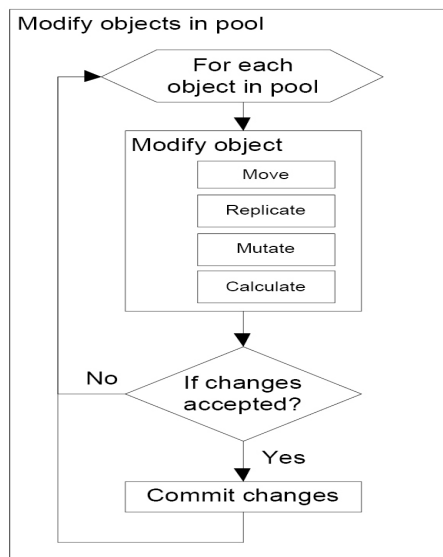 Modify objects in pool
For each
object in pool
Modify object
Move
Replicate
Mutate
Calculate
No
If changes
accepted?
Yes
Commit changes